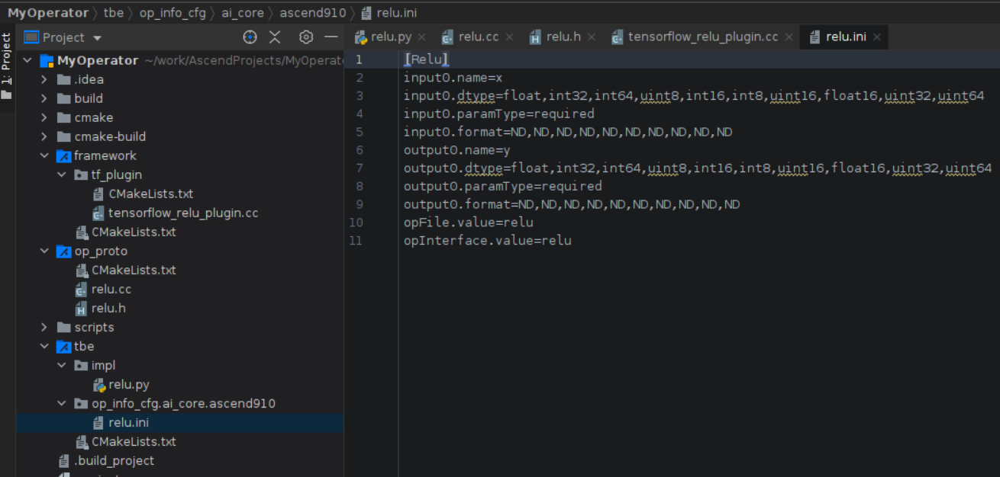 MyOperator 〉 tbe 〉 op_info_cfg 〉 ai_core 〉 ascend910 〉 relu.ini
1: Project
Project
MyOperator ~/work/AscendProjects/MyOperat
.idea
build
cmake
cmake-build
framework
tf_plugin
CMakeLists.txt
tensorflow_relu_plugin.cc
CMakeLists.txt
op_proto
CMakeLists.txt
relu.cc
relu.h
scripts
tbe
impl
relu.py
op_info_cfg.ai_core.ascend910
relu.ini
CMakeLists.txt
.build_project
relu.py × relu.cc × relu.h × tensorflow_relu_plugin.cc × relu.ini ×
1 [Relu]
2 input0.name=x
3 input0.dtype=float,int32,int64,uint8,int16,int8,uint16,float16,uint32,uint64
4 input0.paramType=required
5 input0.format=ND,ND,ND,ND,ND,ND,ND,ND,ND,ND
6 output0.name=y
7 output0.dtype=float,int32,int64,uint8,int16,int8,uint16,float16,uint32,uint64
8 output0.paramType=required
9 output0.format=ND,ND,ND,ND,ND,ND,ND,ND,ND,ND
10 opFile.value=relu
11 opInterface.value=relu